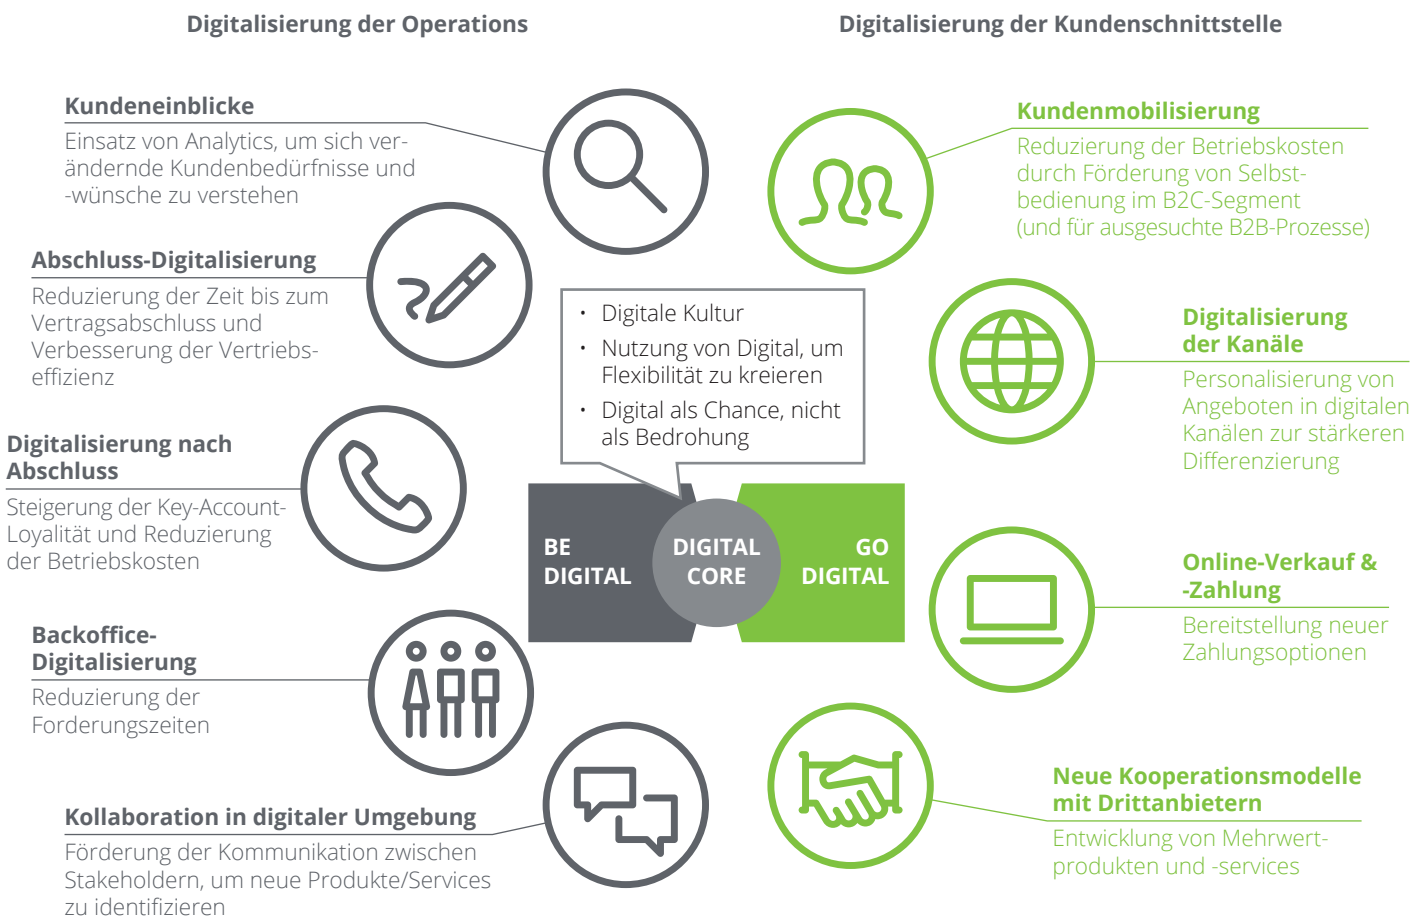 Digitalisierung der Operations
Digitalisierung der Kundenschnittstelle
Kundeneinblicke
Einsatz von Analytics, um sich ver-
ändernde Kundenbedürfnisse und
-wünsche zu verstehen
Abschluss-Digitalisierung
Reduzierung der Zeit bis zum
Vertragsabschluss und
Verbesserung der Vertriebs-
effizienz
Digitalisierung nach
Abschluss
Steigerung der Key-Account-
Loyalität und Reduzierung
der Betriebskosten
Backoffice-
Digitalisierung
Reduzierung der
Forderungszeiten
Kollaboration in digitaler Umgebung
Förderung der Kommunikation zwischen
Stakeholdern, um neue Produkte/Services
zu identifizieren
• Digitale Kultur
• Nutzung von Digital, um
Flexibilität zu kreieren
• Digital als Chance, nicht
als Bedrohung
BE
DIGITAL
DIGITAL
CORE
GO
DIGITAL
Kundenmobilisierung
Reduzierung der Betriebskosten
durch Förderung von Selbst-
bedienung im B2C-Segment
(und für ausgesuchte B2B-Prozesse)
Digitalisierung
der Kanäle
Personalisierung von
Angeboten in digitalen
Kanälen zur stärkeren
Differenzierung
Online-Verkauf &
-Zahlung
Bereitstellung neuer
Zahlungsoptionen
Neue Kooperationsmodelle
mit Drittanbietern
Entwicklung von Mehrwert-
produkten und -services